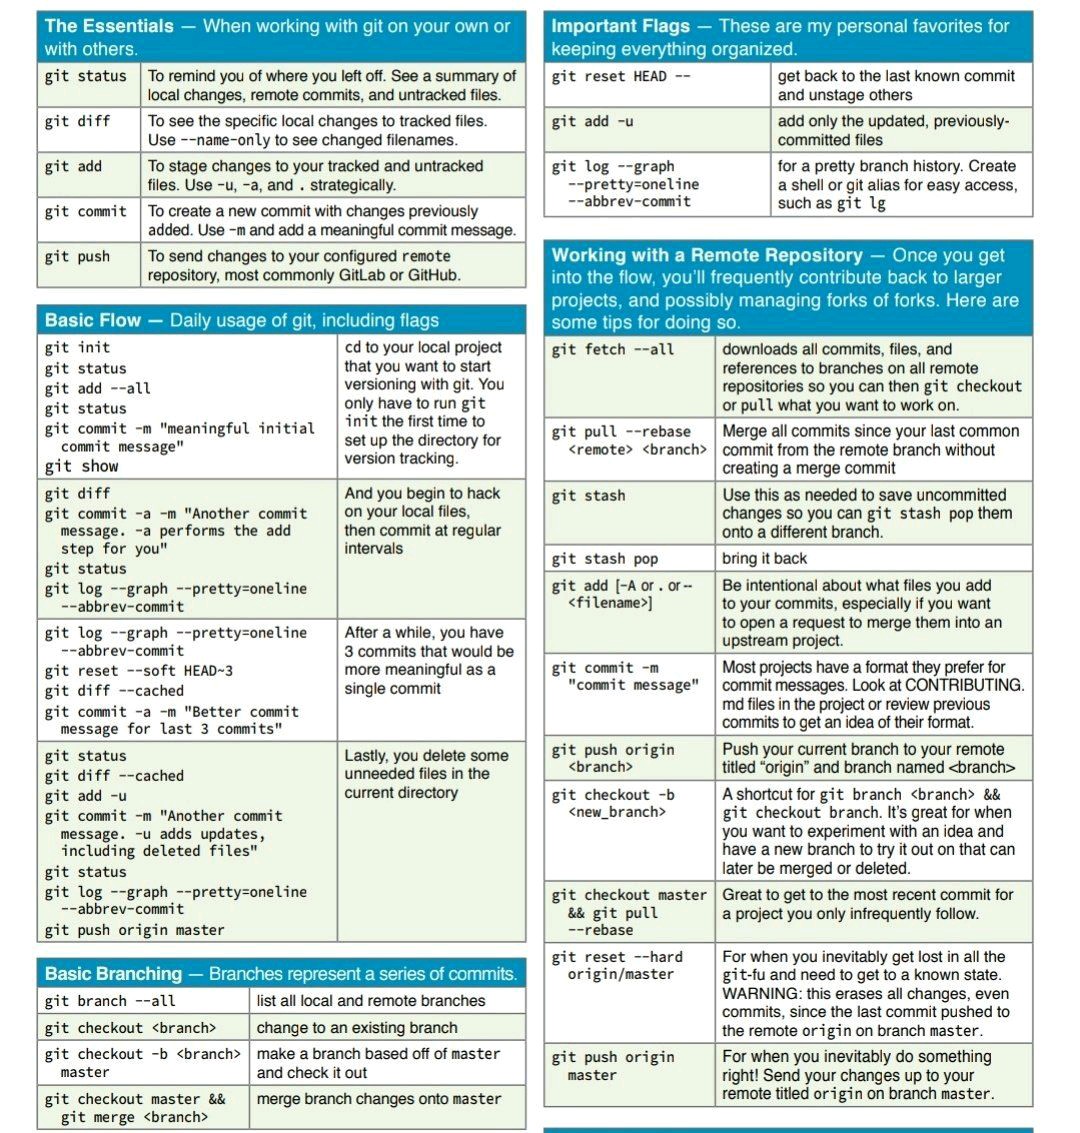 The Essentials — When working with git on your own or
with others.
git status
To remind you of where you left off. See a summary of
local changes, remote commits, and untracked files.
git diff
To see the specific local changes to tracked files.
Use --name-only to see changed filenames.
git add
To stage changes to your tracked and untracked
files. Use -u, -a, and . strategically.
git commit
To create a new commit with changes previously
added. Use -m and add a meaningful commit message.
git push
To send changes to your configured remote
repository, most commonly GitLab or GitHub.
Basic Flow — Daily usage of git, including flags
git init
git status
git add --all
git status
git commit -m "meaningful initial
commit message"
git show
cd to your local project
that you want to start
versioning with git. You
only have to run git
init the first time to
set up the directory for
version tracking.
git diff
git commit -a -m "Another commit
message. -a performs the add
step for you"
git status
git log --graph --pretty=oneline
--abbrev-commit
And you begin to hack
on your local files,
then commit at regular
intervals
git log --graph --pretty=oneline
--abbrev-commit
git reset --soft HEAD~3
git diff --cached
git commit -a -m "Better commit
message for last 3 commits"
After a while, you have
3 commits that would be
more meaningful as a
single commit
git status
git diff --cached
git add -u
git commit -m "Another commit
message. -u adds updates,
including deleted files"
git status
git log --graph --pretty=oneline
--abbrev-commit
git push origin master
Lastly, you delete some
unneeded files in the
current directory
Basic Branching — Branches represent a series of commits.
git branch --all
list all local and remote branches
git checkout <branch>
change to an existing branch
git checkout -b <branch>
master
make a branch based off of master
and check it out
git checkout master &&
git merge <branch>
merge branch changes onto master
Important Flags — These are my personal favorites for
keeping everything organized.
git reset HEAD --
get back to the last known commit
and unstage others
git add -u
add only the updated, previously-
committed files
git log --graph
--pretty=oneline
--abbrev-commit
for a pretty branch history. Create
a shell or git alias for easy access,
such as git lg
Working with a Remote Repository — Once you get
into the flow, you'll frequently contribute back to larger
projects, and possibly managing forks of forks. Here are
some tips for doing so.
git fetch --all
downloads all commits, files, and
references to branches on all remote
repositories so you can then git checkout
or pull what you want to work on.
git pull --rebase
<remote> <branch>
Merge all commits since your last common
commit from the remote branch without
creating a merge commit
git stash
Use this as needed to save uncommitted
changes so you can git stash pop them
onto a different branch.
git stash pop
bring it back
git add [-A or . or --
<filename>]
Be intentional about what files you add
to your commits, especially if you want
to open a request to merge them into an
upstream project.
git commit -m
"commit message"
Most projects have a format they prefer for
commit messages. Look at CONTRIBUTING.
md files in the project or review previous
commits to get an idea of their format.
git push origin
<branch>
Push your current branch to your remote
titled “origin” and branch named <branch>
git checkout -b
<new_branch>
A shortcut for git branch <branch> &&
git checkout branch. It's great for when
you want to experiment with an idea and
have a new branch to try it out on that can
later be merged or deleted.
git checkout master
&& git pull
--rebase
Great to get to the most recent commit for
a project you only infrequently follow.
git reset --hard
origin/master
For when you inevitably get lost in all the
git-fu and need to get to a known state.
WARNING: this erases all changes, even
commits, since the last commit pushed to
the remote origin on branch master.
git push origin
master
For when you inevitably do something
right! Send your changes up to your
remote titled origin on branch master.